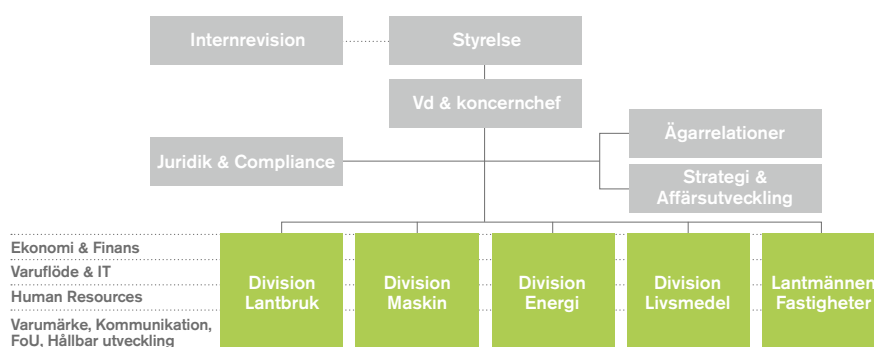 Internrevision
Styrelse
Vd & koncernchef
Ägarrelationer
Juridik & Compliance
Strategi &
Affärsutveckling
Ekonomi & Finans
Varuflöde & IT
Human Resources
Varumärke, Kommunikation,
FoU, Hållbar utveckling
Division
Lantbruk
Division
Maskin
Division
Energi
Division
Livsmedel
Lantmännen
Fastigheter